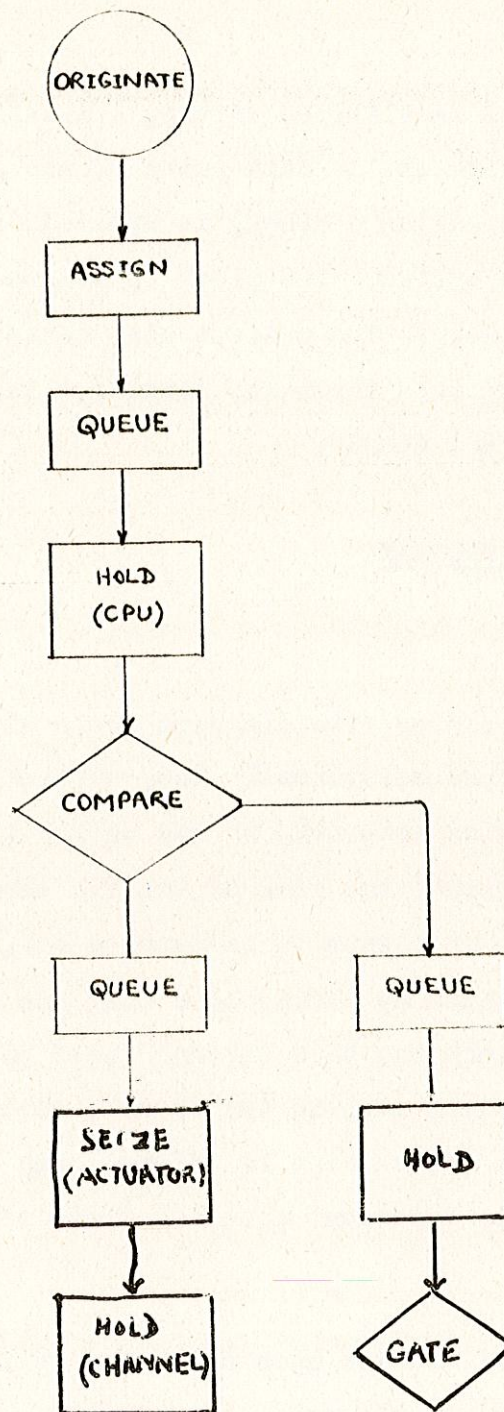 ORIGINATE
ASSIGN
QUEUE
HOLD
(CPU)
COMPARE
QUEUE
SEIZE
(ACTUATOR)
HOLD
(CHANNEL)
QUEUE
HOLD
GATE